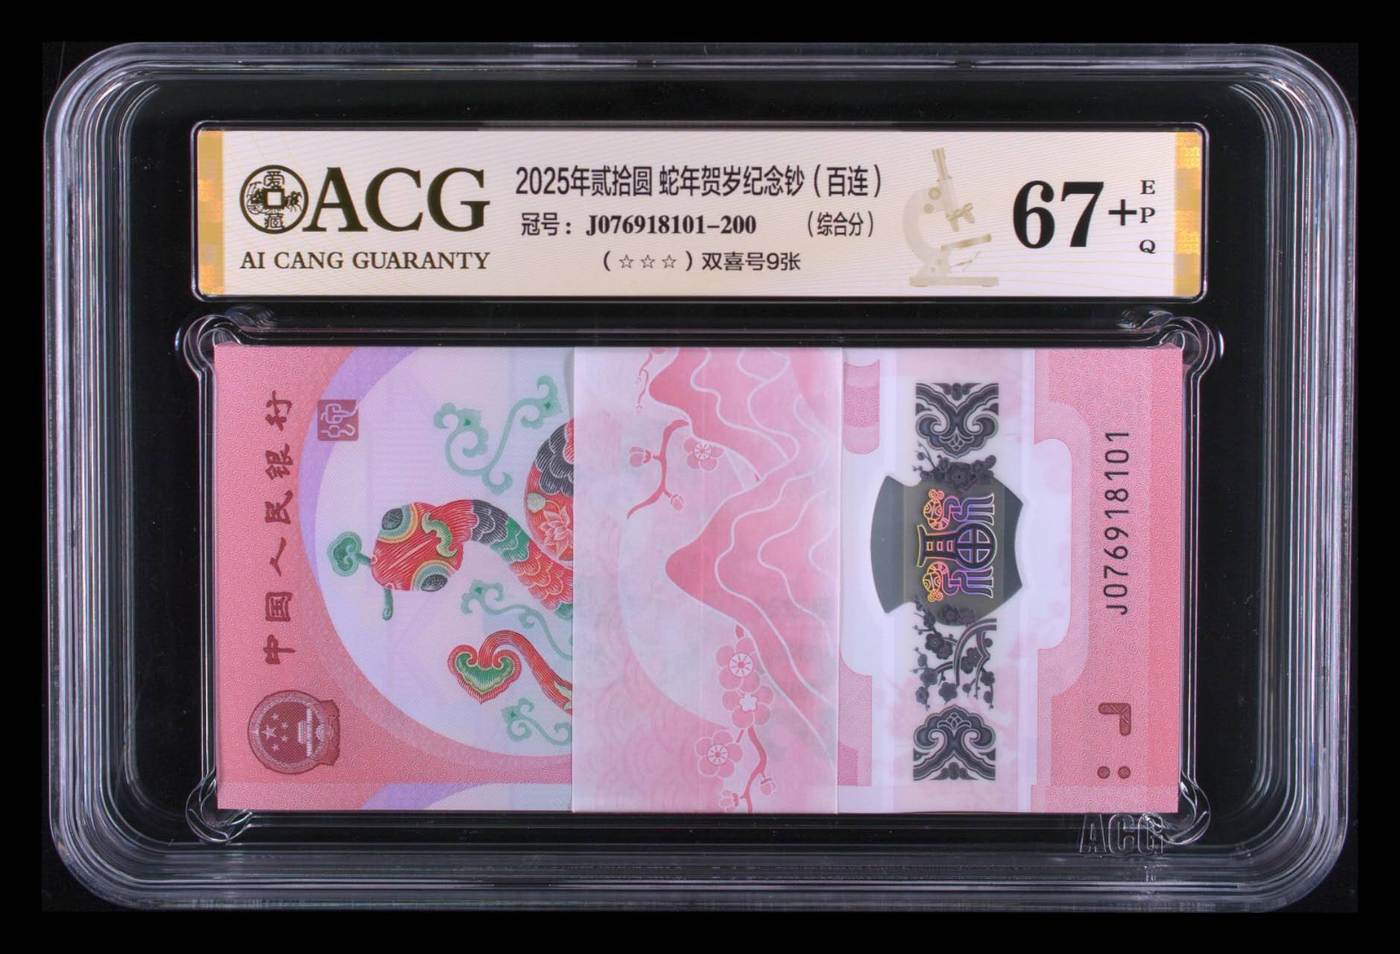 ACG
AI CANG GUARANTY
2025年贰拾圆 蛇年贺岁纪念钞（百连）
冠号：J076918101-200 （综合分）
（☆☆☆）双喜号9张
67+
EPQ
中国人民银行
J076918101
ACG